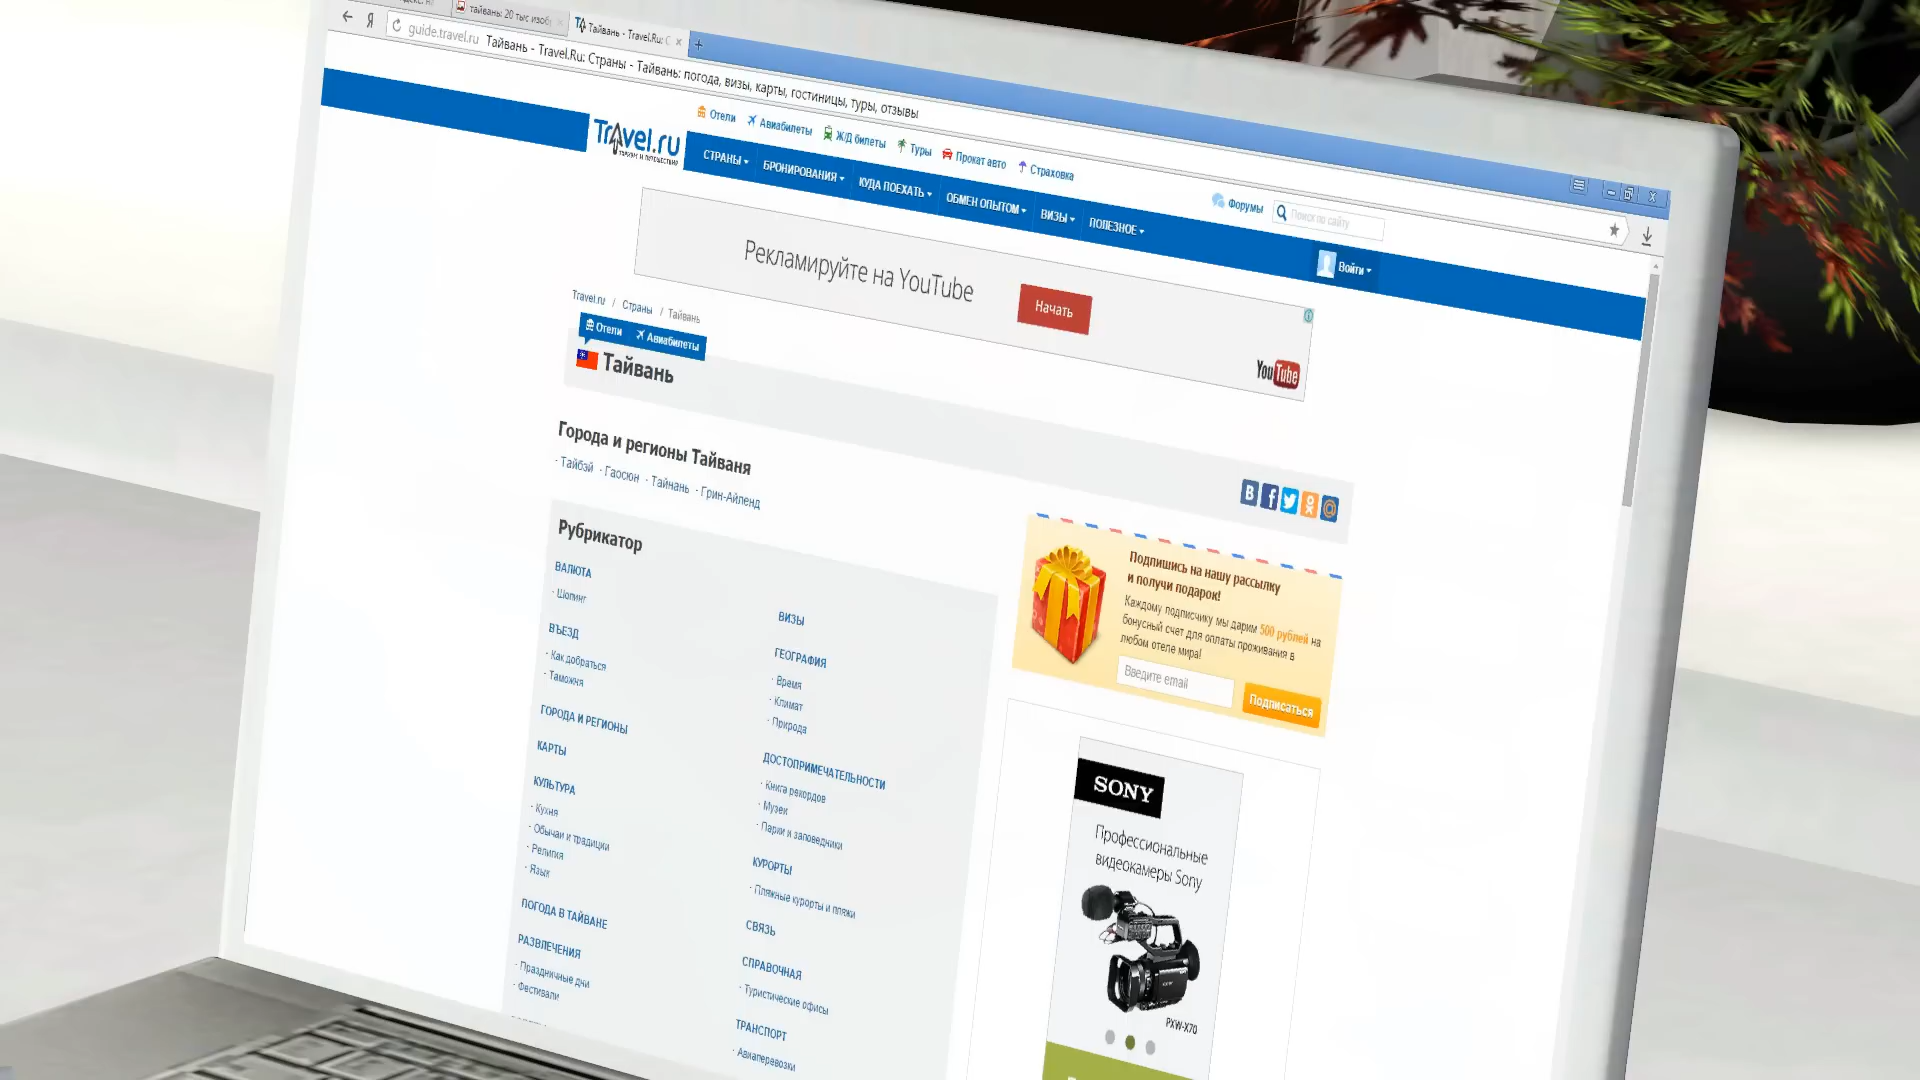 тайвань: 20 тыс изоб
Тайвань - Travel.Ru: С
Я
guide.travel.ru Тайвань - Travel.Ru: Страны - Тайвань: погода, визы, карты, гостиницы, туры, отзывы
Отели Авиабилеты Ж/Д билеты Туры Прокат авто Страховка
Форумы
Поиск по сайту
Travel.ru
СТРАНЫ БРОНИРОВАНИЯ КУДА ПОЕХАТЬ ОБМЕН ОПЫТОМ ВИЗЫ ПОЛЕЗНОЕ
Войти
Рекламируйте на YouTube
Начать
YouTube
Travel.ru / Страны / Тайвань
Отели Авиабилеты
Тайвань
Города и регионы Тайваня
- Тайбэй - Гаосюн - Тайнань - Грин-Айленд
Рубрикатор
ВАЛЮТА
- Шопинг
ВЪЕЗД
- Как добраться
- Таможня
ГОРОДА И РЕГИОНЫ
КАРТЫ
КУЛЬТУРА
- Кухня
- Обычаи и традиции
- Религия
- Язык
ПОГОДА В ТАЙВАНЕ
РАЗВЛЕЧЕНИЯ
- Праздничные дни
- Фестивали
ВИЗЫ
ГЕОГРАФИЯ
- Время
- Климат
- Природа
ДОСТОПРИМЕЧАТЕЛЬНОСТИ
- Книга рекордов
- Музеи
- Парки и заповедники
КУРОРТЫ
- Пляжные курорты и пляжи
СВЯЗЬ
СПРАВОЧНАЯ
- Туристические офисы
ТРАНСПОРТ
- Авиаперевозки
Подпишись на нашу рассылку
и получи подарок!
Каждому подписчику мы дарим 500 рублей на
бонусный счет для оплаты проживания в
любом отеле мира!
Введите email
Подписаться
SONY
Профессиональные
видеокамеры Sony
PXW-X70